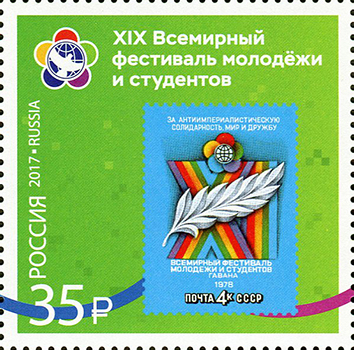 XIX Всемирный
фестиваль молодёжи
и студентов
РОССИЯ 2017 • RUSSIA
35₽
ЗА АНТИИМПЕРИАЛИСТИЧЕСКУЮ
СОЛИДАРНОСТЬ, МИР И ДРУЖБУ
ВСЕМИРНЫЙ ФЕСТИВАЛЬ
МОЛОДЕЖИ И СТУДЕНТОВ
ГАВАНА
1978
ПОЧТА 4К СССР